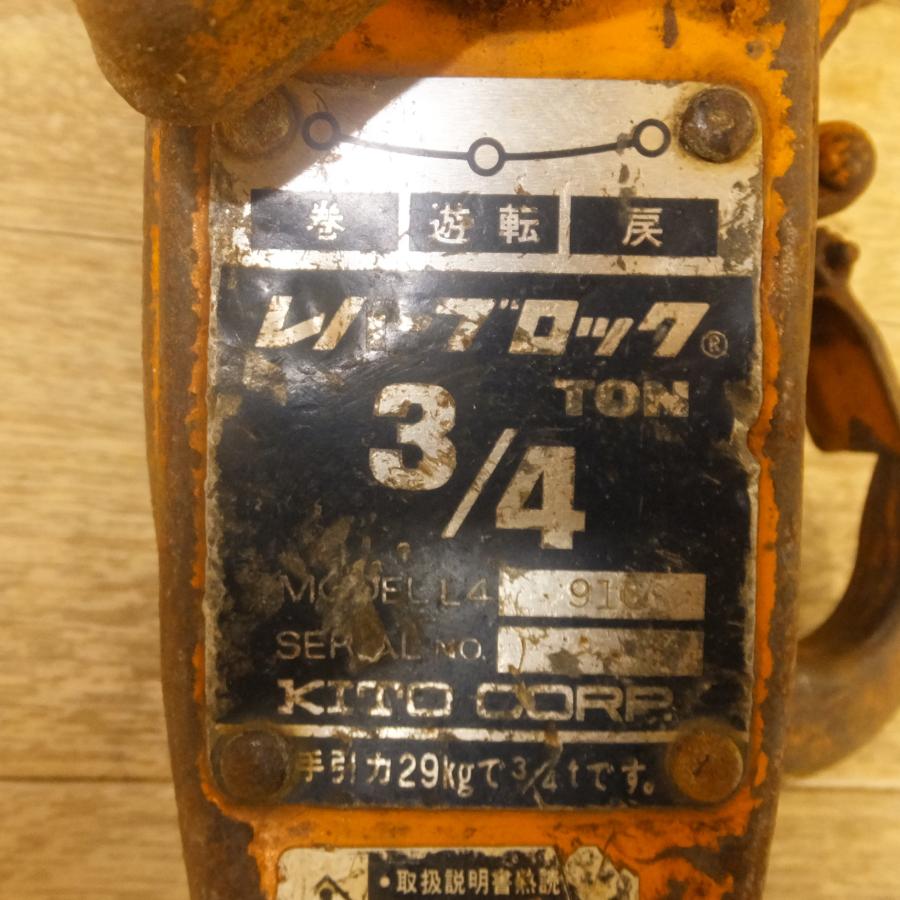 巻 遊転 戻
レバーブロック®
3/4 TON
MODEL L4
SERIAL NO.
KITO CORP.
手引力29kgで3/4tです。
・取扱説明書熟読